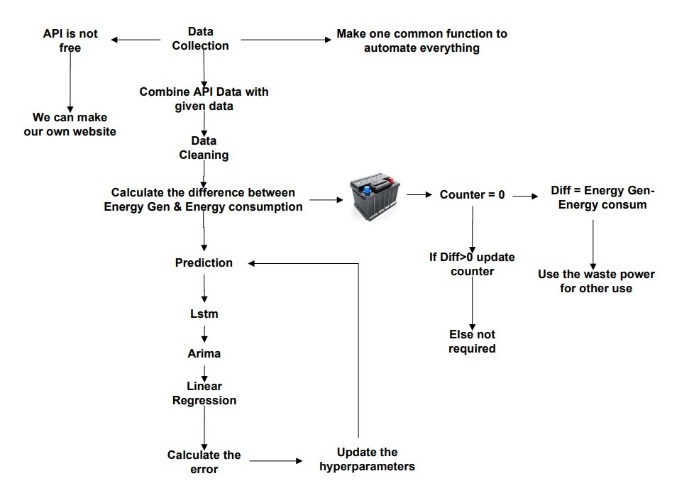 API is not
free
Data
Collection
Make one common function to
automate everything
We can make
our own website
Combine API Data with
given data
Data
Cleaning
Calculate the difference between
Energy Gen & Energy consumption
Counter = 0
Diff = Energy Gen-
Energy consum
If Diff>0 update
counter
Use the waste power
for other use
Else not
required
Prediction
Lstm
Arima
Linear
Regression
Calculate the
error
Update the
hyperparameters